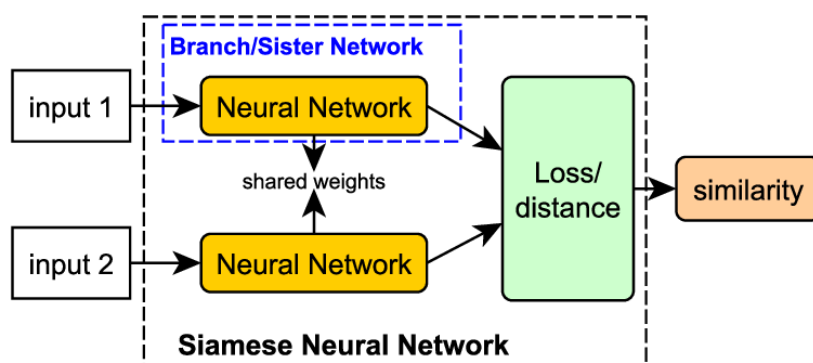 Branch/Sister Network
input 1
Neural Network
shared weights
Loss/
distance
similarity
input 2
Neural Network
Siamese Neural Network